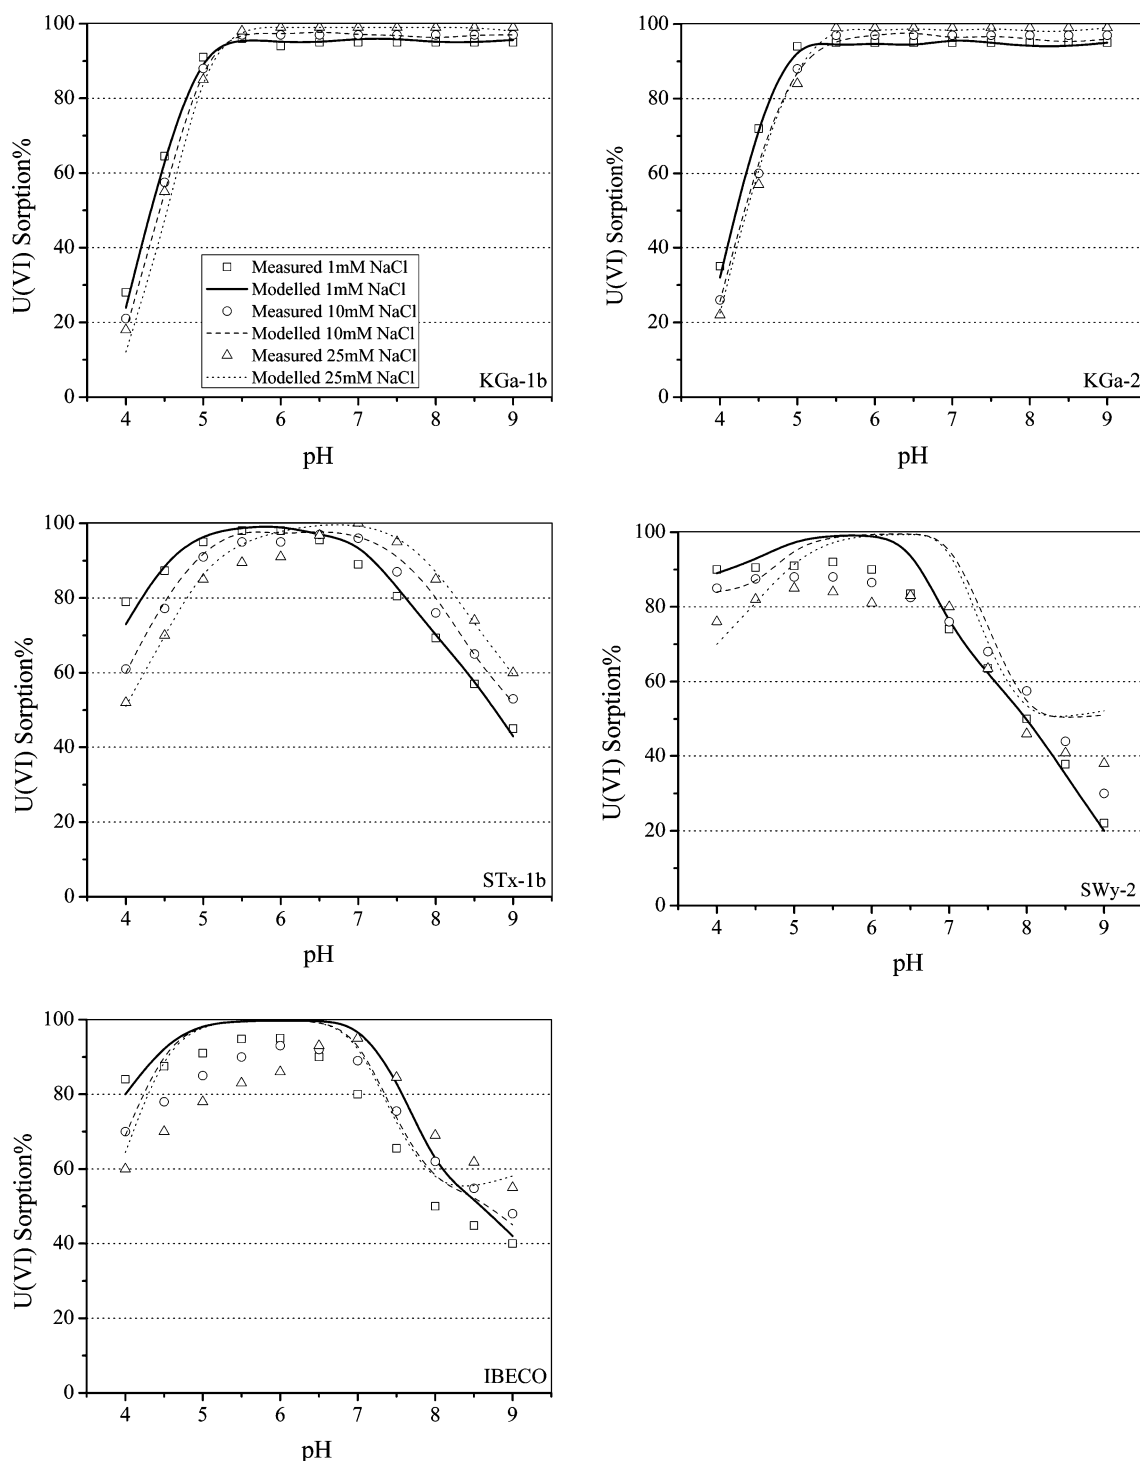 100
80
60
40
20
0
U(VI) Sorption%
Measured 1mM NaCl
Modelled 1mM NaCl
Measured 10mM NaCl
Modelled 10mM NaCl
Measured 25mM NaCl
Modelled 25mM NaCl
KGa-1b
4 5 6 7 8 9
pH
100
80
60
40
20
0
U(VI) Sorption%
KGa-2
4 5 6 7 8 9
pH
100
80
60
40
20
0
U(VI) Sorption%
STx-1b
4 5 6 7 8 9
pH
100
80
60
40
20
0
U(VI) Sorption%
SWy-2
4 5 6 7 8 9
pH
100
80
60
40
20
0
U(VI) Sorption%
IBECO
4 5 6 7 8 9
pH